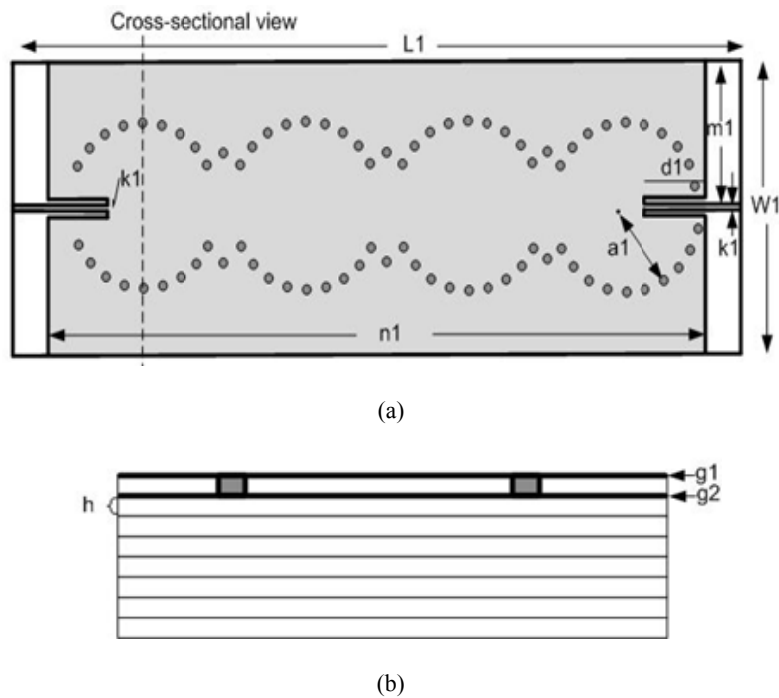 Cross-sectional view
L1
m1
d1
k1
W1
k1
a1
n1
(a)
g1
h
g2
(b)